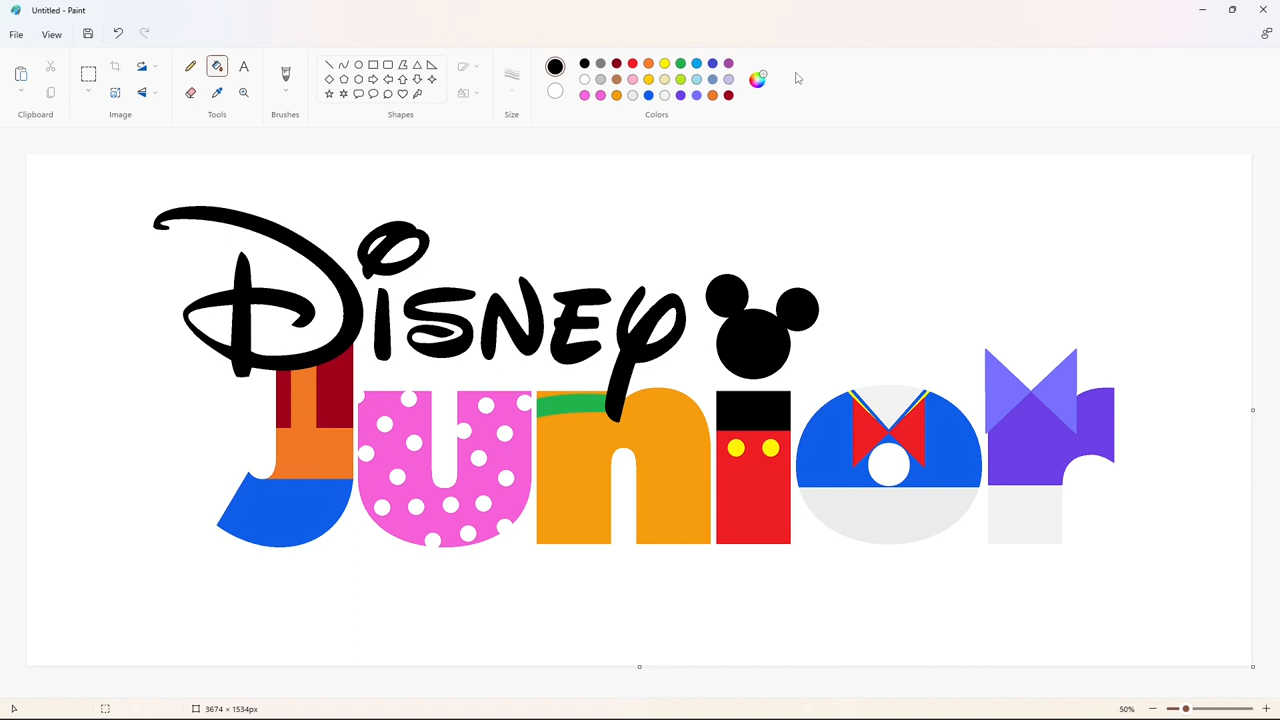 Untitled - Paint
File View
A
Clipboard Image Tools Brushes Shapes Size Colors
Disney
Junior
3674 × 1534px 50%